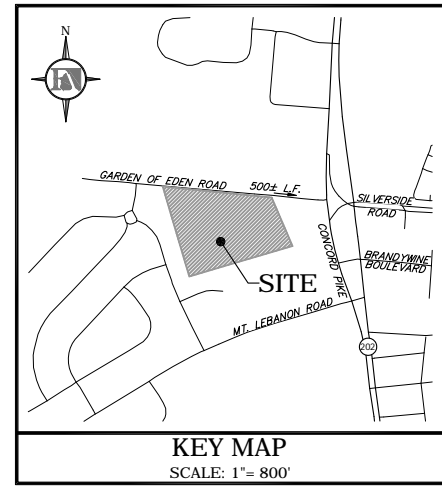 N
GARDEN OF EDEN ROAD
500± L.F.
SILVERSIDE
ROAD
CONCORD PIKE
BRANDYWINE
BOULEVARD
SITE
MT. LEBANON ROAD
202
KEY MAP
SCALE: 1"= 800'